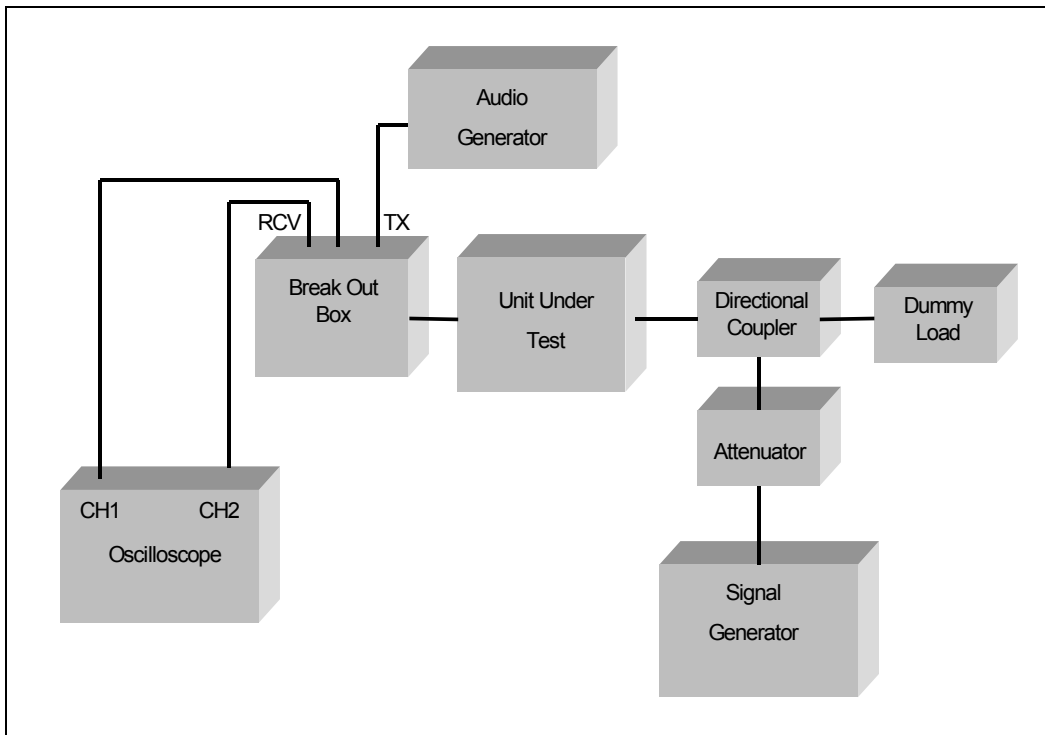 Audio
Generator
RCV
TX
Break Out
Box
Unit Under
Test
Directional
Coupler
Dummy
Load
Attenuator
CH1
CH2
Oscilloscope
Signal
Generator